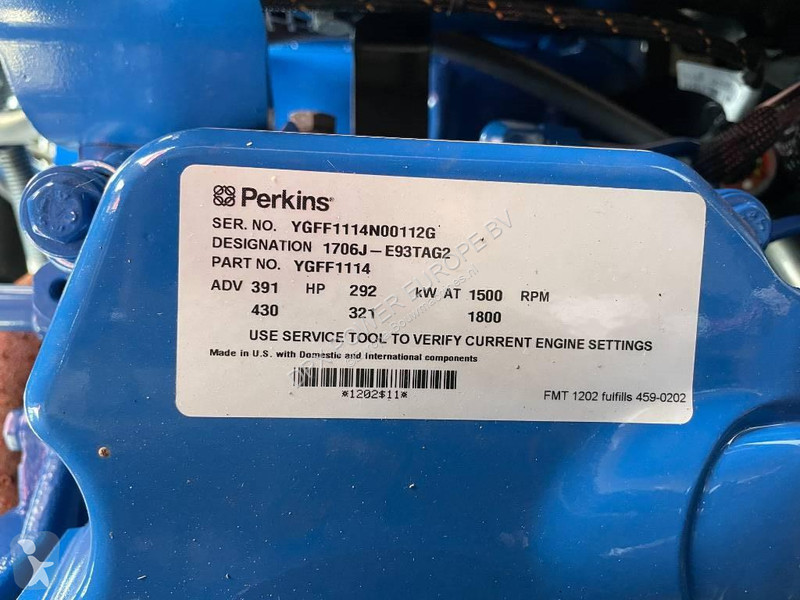 Perkins®
SER. NO. YGFF1114N00112G
DESIGNATION 1706J-E93TAG2
PART NO. YGFF1114
ADV 391 HP 292 kW AT 1500 RPM
430 321 1800
USE SERVICE TOOL TO VERIFY CURRENT ENGINE SETTINGS
Made in U.S. with Domestic and International components
*1202$11*
FMT 1202 fulfills 459-0202